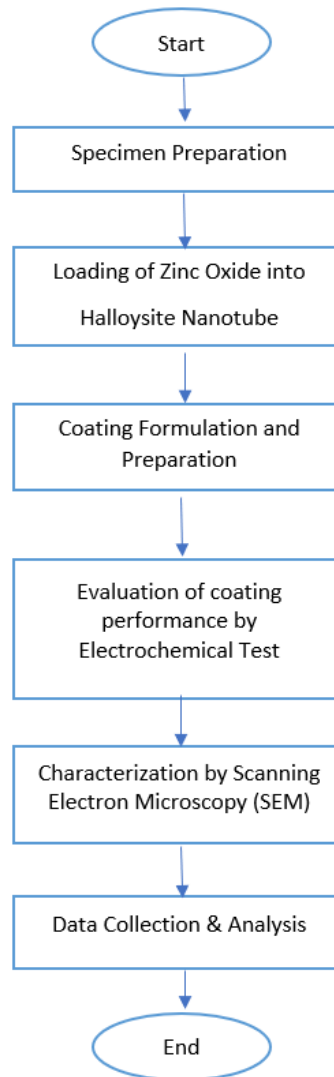 Start
Specimen Preparation
Loading of Zinc Oxide into
Halloysite Nanotube
Coating Formulation and
Preparation
Evaluation of coating
performance by
Electrochemical Test
Characterization by Scanning
Electron Microscopy (SEM)
Data Collection & Analysis
End